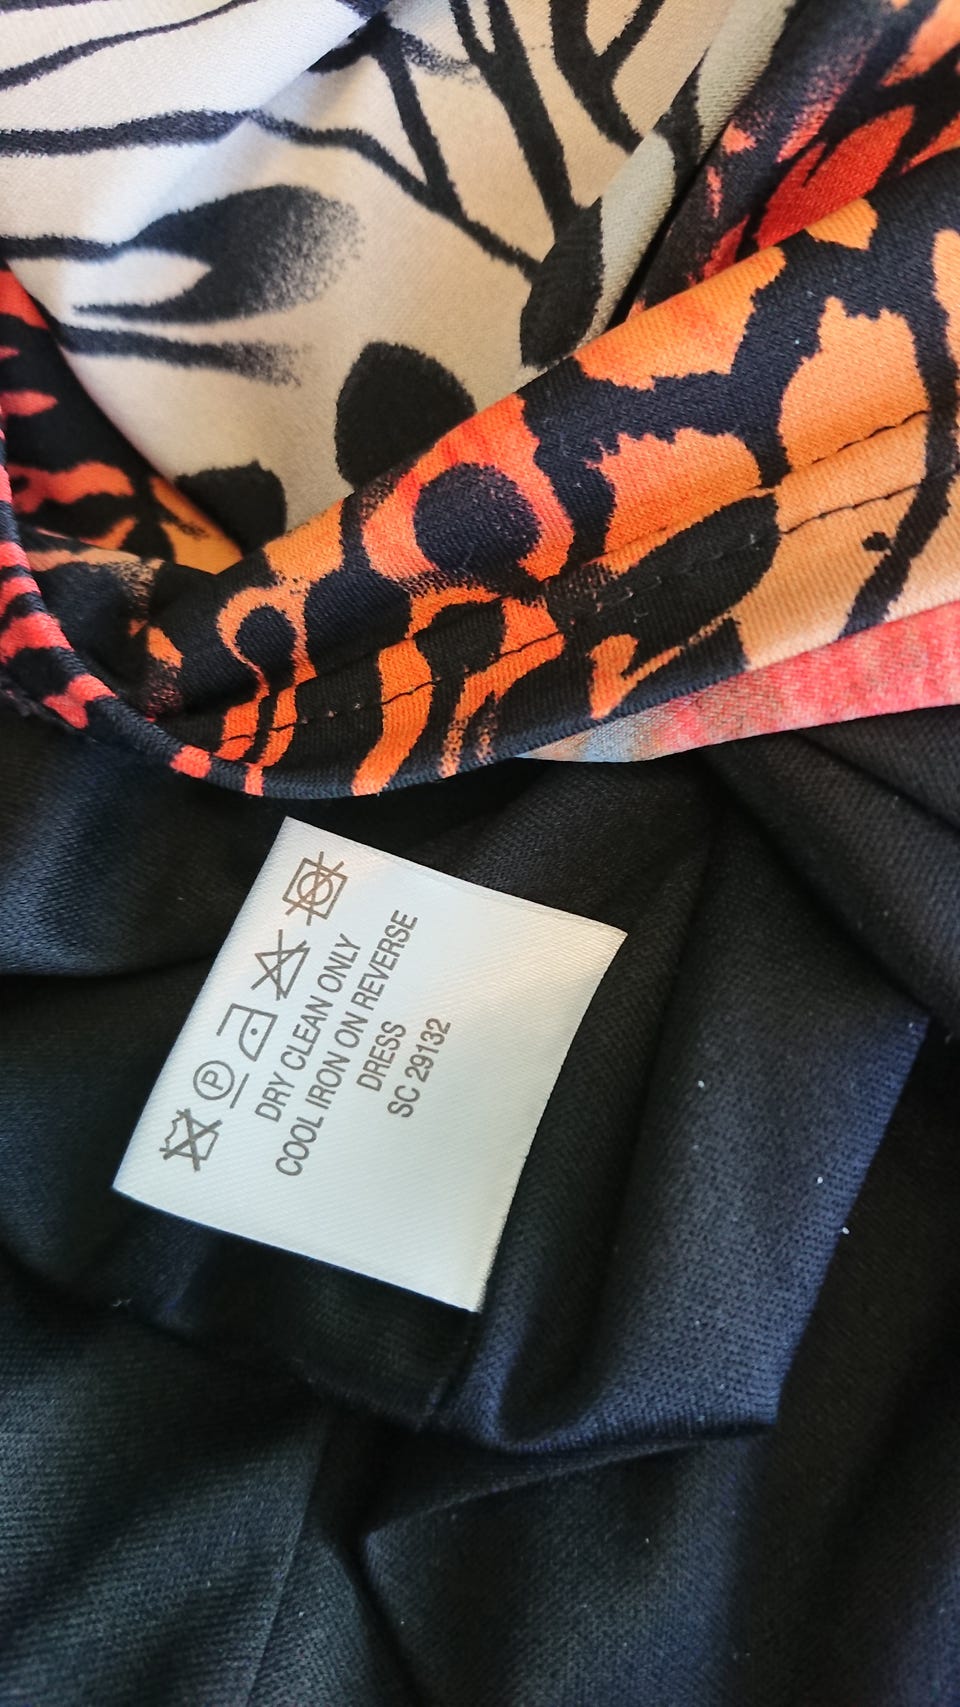 P
DRY CLEAN ONLY
COOL IRON ON REVERSE
DRESS
SC 29132